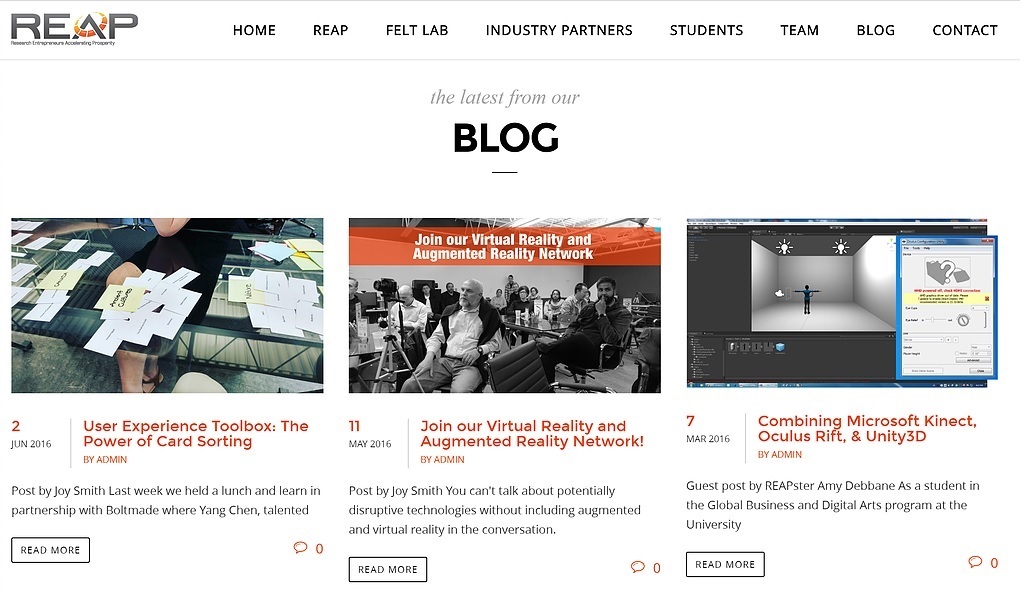 REAP
Research Entrepreneurs Accelerating Prosperity
HOME REAP FELT LAB INDUSTRY PARTNERS STUDENTS TEAM BLOG CONTACT
the latest from our
BLOG
Join our Virtual Reality and
Augmented Reality Network
2
JUN 2016
User Experience Toolbox: The
Power of Card Sorting
BY ADMIN
Post by Joy Smith Last week we held a lunch and learn in
partnership with Boltmade where Yang Chen, talented
READ MORE
0
11
MAY 2016
Join our Virtual Reality and
Augmented Reality Network!
BY ADMIN
Post by Joy Smith You can't talk about potentially
disruptive technologies without including augmented
and virtual reality in the conversation.
READ MORE
0
7
MAR 2016
Combining Microsoft Kinect,
Oculus Rift, & Unity3D
BY ADMIN
Guest post by REAPster Amy Debbane As a student in
the Global Business and Digital Arts program at the
University
READ MORE
0